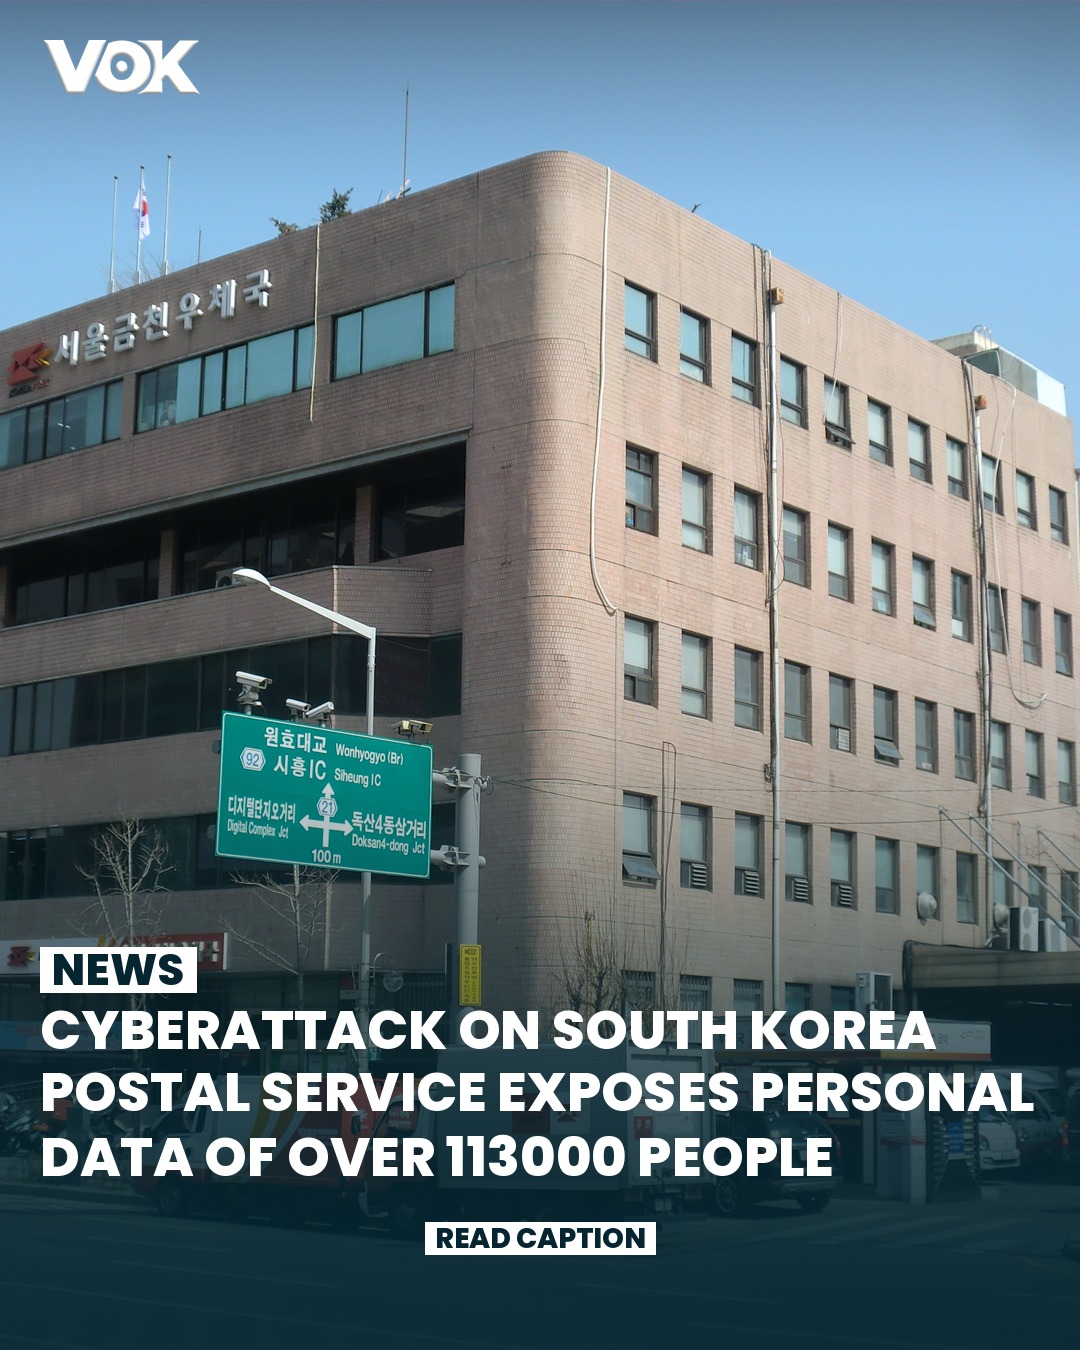 VOK
서울금천우체국
원효대교 Wonhyogyo (Br)
92
시흥IC Siheung IC
21
디지털단지오거리
Digital Complex Jct
독산4동삼거리
Doksan4-dong Jct
100 m
NEWS
CYBERATTACK ON SOUTH KOREA
POSTAL SERVICE EXPOSES PERSONAL
DATA OF OVER 113000 PEOPLE
READ CAPTION